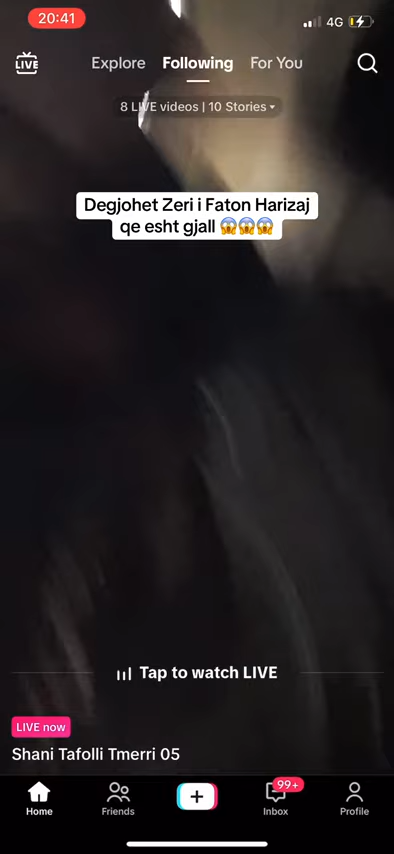 20:41
4G
LIVE
Explore
Following
For You
8 LIVE videos | 10 Stories
Degjohet Zeri i Faton Harizaj
qe esht gjall 😱😱😱
Tap to watch LIVE
LIVE now
Shani Tafolli Tmerri 05
Home
Friends
99+
Inbox
Profile